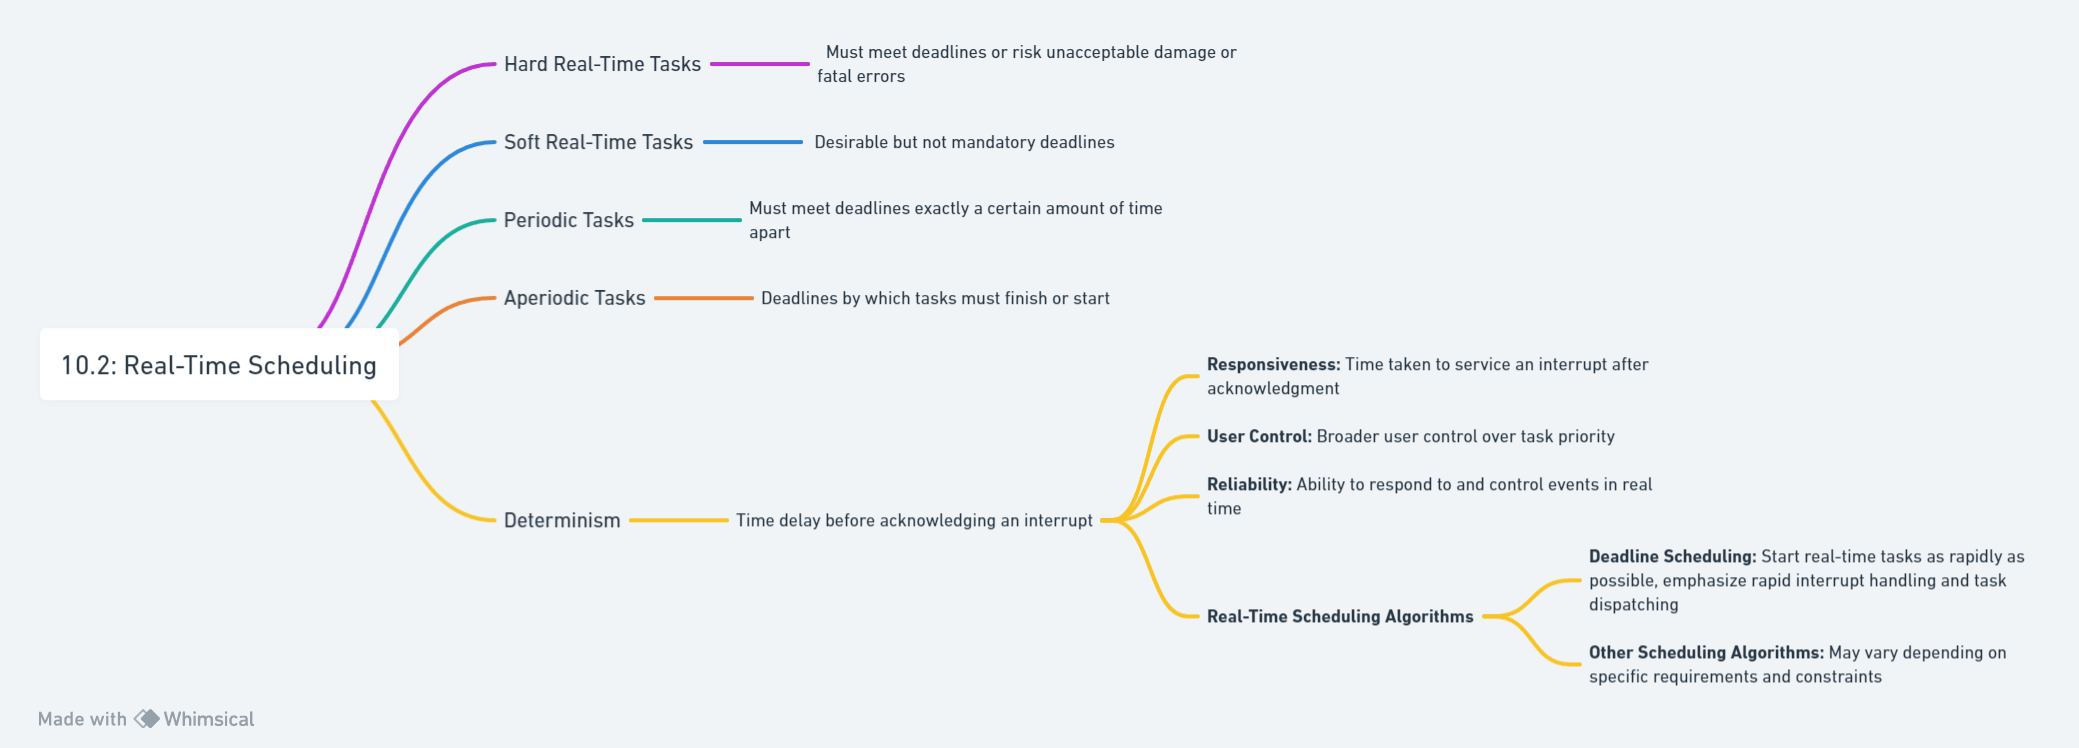 Hard Real-Time Tasks
Must meet deadlines or risk unacceptable damage or
fatal errors
Soft Real-Time Tasks
Desirable but not mandatory deadlines
Periodic Tasks
Must meet deadlines exactly a certain amount of time
apart
Aperiodic Tasks
Deadlines by which tasks must finish or start
10.2: Real-Time Scheduling
Determinism
Time delay before acknowledging an interrupt
Responsiveness: Time taken to service an interrupt after
acknowledgment
User Control: Broader user control over task priority
Reliability: Ability to respond to and control events in real
time
Real-Time Scheduling Algorithms
Deadline Scheduling: Start real-time tasks as rapidly as
possible, emphasize rapid interrupt handling and task
dispatching
Other Scheduling Algorithms: May vary depending on
specific requirements and constraints
Made with Whimsical